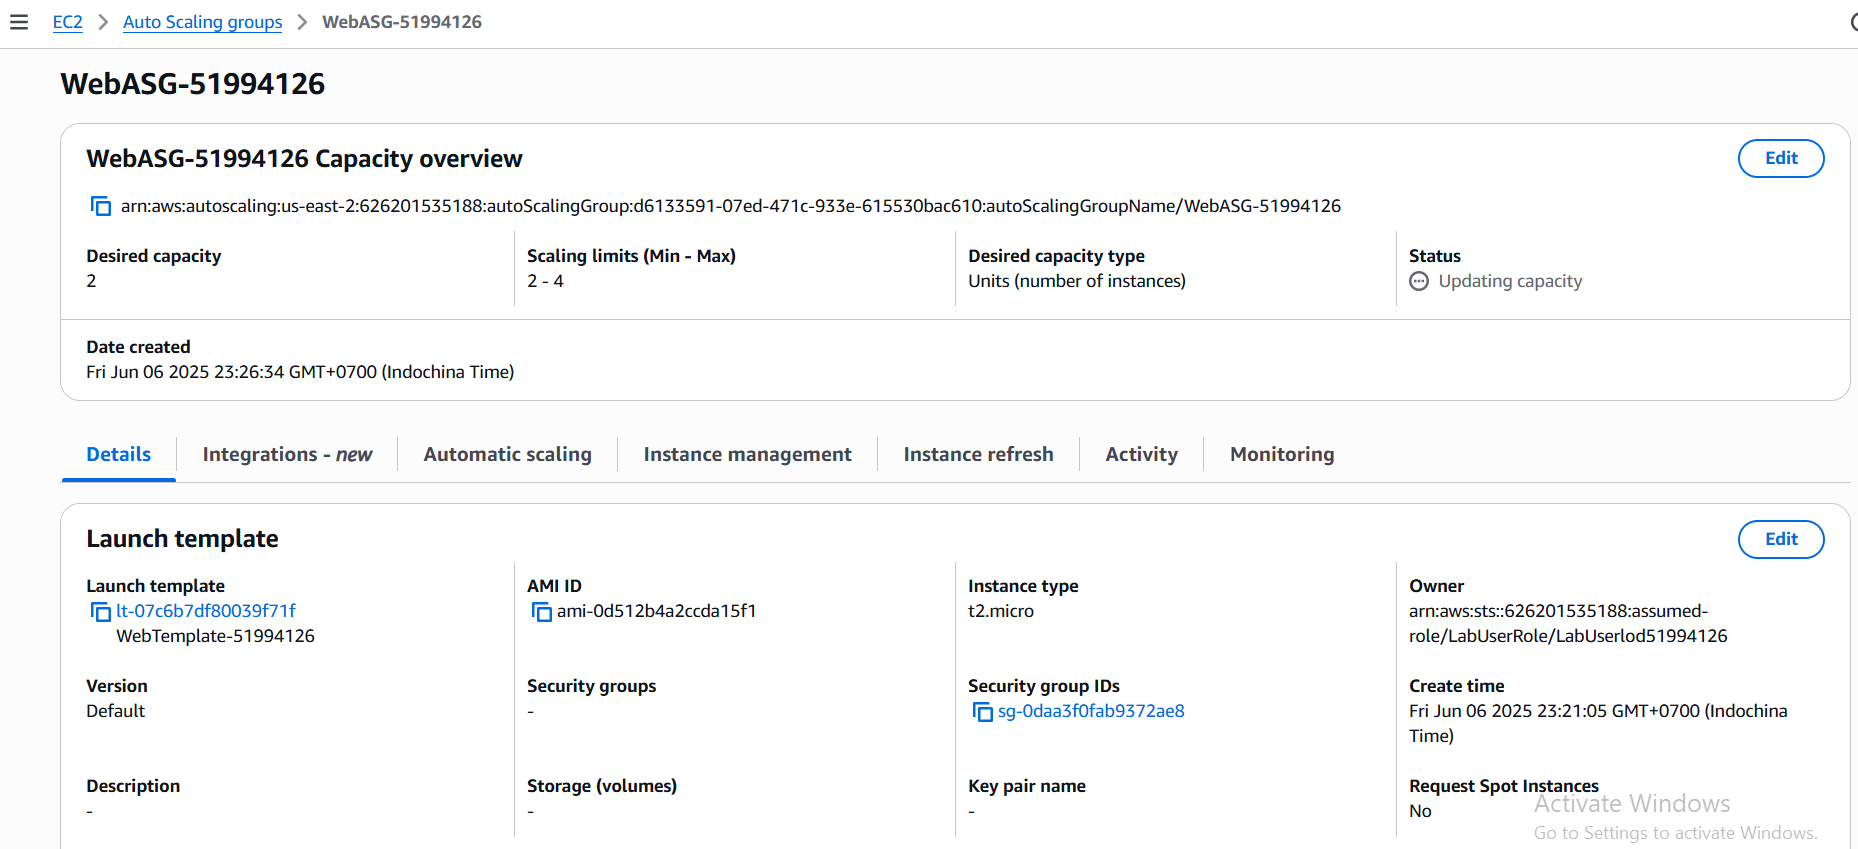 EC2 > Auto Scaling groups > WebASG-51994126
WebASG-51994126
WebASG-51994126 Capacity overview
Edit
arn:aws:autoscaling:us-east-2:626201535188:autoScalingGroup:d6133591-07ed-471c-933e-615530bac610:autoScalingGroupName/WebASG-51994126
Desired capacity
2
Scaling limits (Min - Max)
2 - 4
Desired capacity type
Units (number of instances)
Status
Updating capacity
Date created
Fri Jun 06 2025 23:26:34 GMT+0700 (Indochina Time)
Details
Integrations - new
Automatic scaling
Instance management
Instance refresh
Activity
Monitoring
Launch template
Edit
Launch template
lt-07c6b7df80039f71f
WebTemplate-51994126
AMI ID
ami-0d512b4a2ccda15f1
Instance type
t2.micro
Owner
arn:aws:sts::626201535188:assumed-
role/LabUserRole/LabUserlod51994126
Version
Default
Security groups
-
Security group IDs
sg-0daa3f0fab9372ae8
Create time
Fri Jun 06 2025 23:21:05 GMT+0700 (Indochina
Time)
Description
-
Storage (volumes)
-
Key pair name
-
Request Spot Instances
No
Activate Windows
Go to Settings to activate Windows.